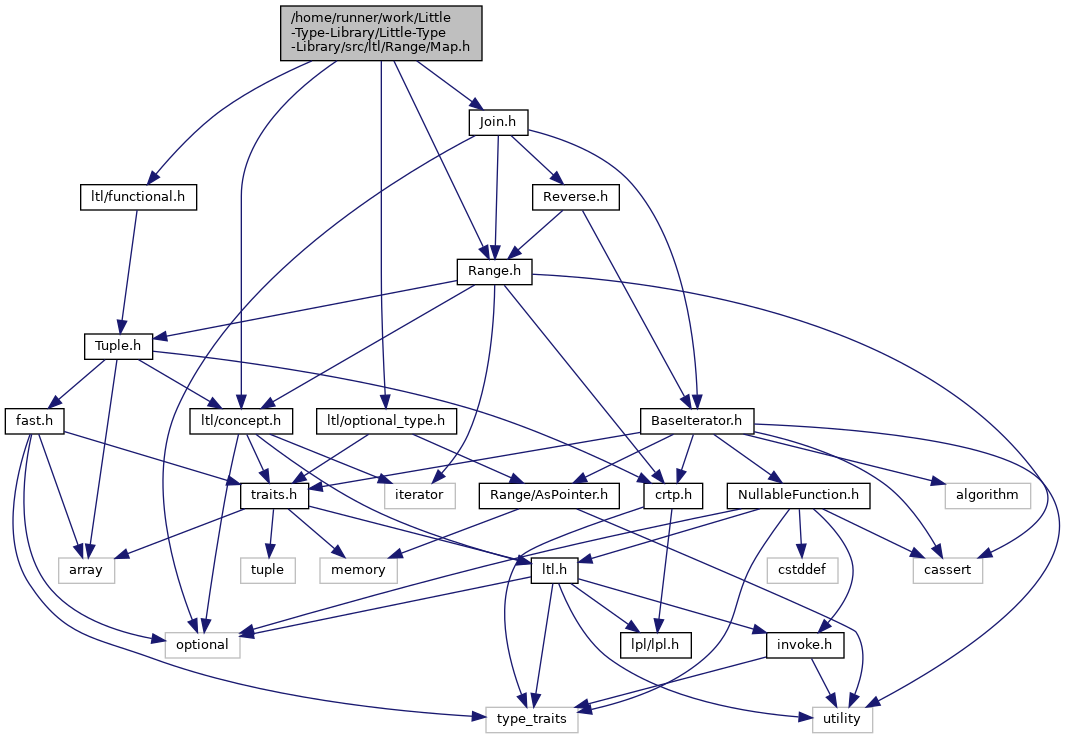 /home/runner/work/Little
-Type-Library/Little-Type
-Library/src/ltl/Range/Map.h
Join.h
ltl/functional.h
Reverse.h
Range.h
Tuple.h
fast.h
ltl/concept.h
ltl/optional_type.h
BaseIterator.h
traits.h
iterator
Range/AsPointer.h
crtp.h
NullableFunction.h
algorithm
array
tuple
memory
ltl.h
cstddef
cassert
optional
lpl/lpl.h
invoke.h
type_traits
utility